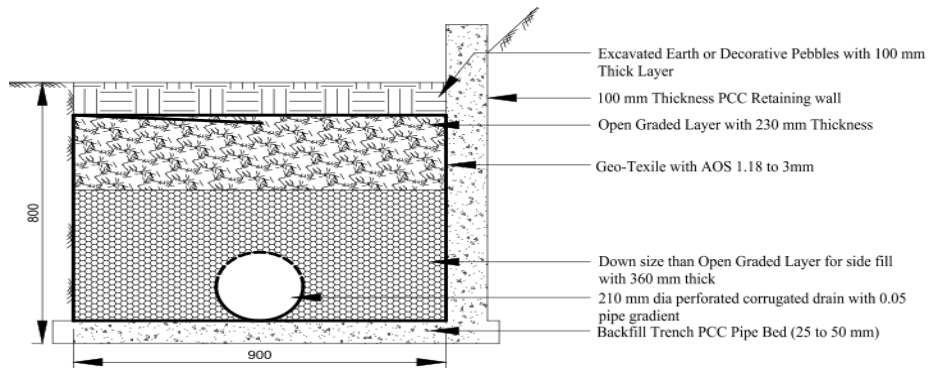 Excavated Earth or Decorative Pebbles with 100 mm
Thick Layer
100 mm Thickness PCC Retaining wall
Open Graded Layer with 230 mm Thickness
Geo-Texile with AOS 1.18 to 3mm
800
Down size than Open Graded Layer for side fill
with 360 mm thick
210 mm dia perforated corrugated drain with 0.05
pipe gradient
Backfill Trench PCC Pipe Bed (25 to 50 mm)
900